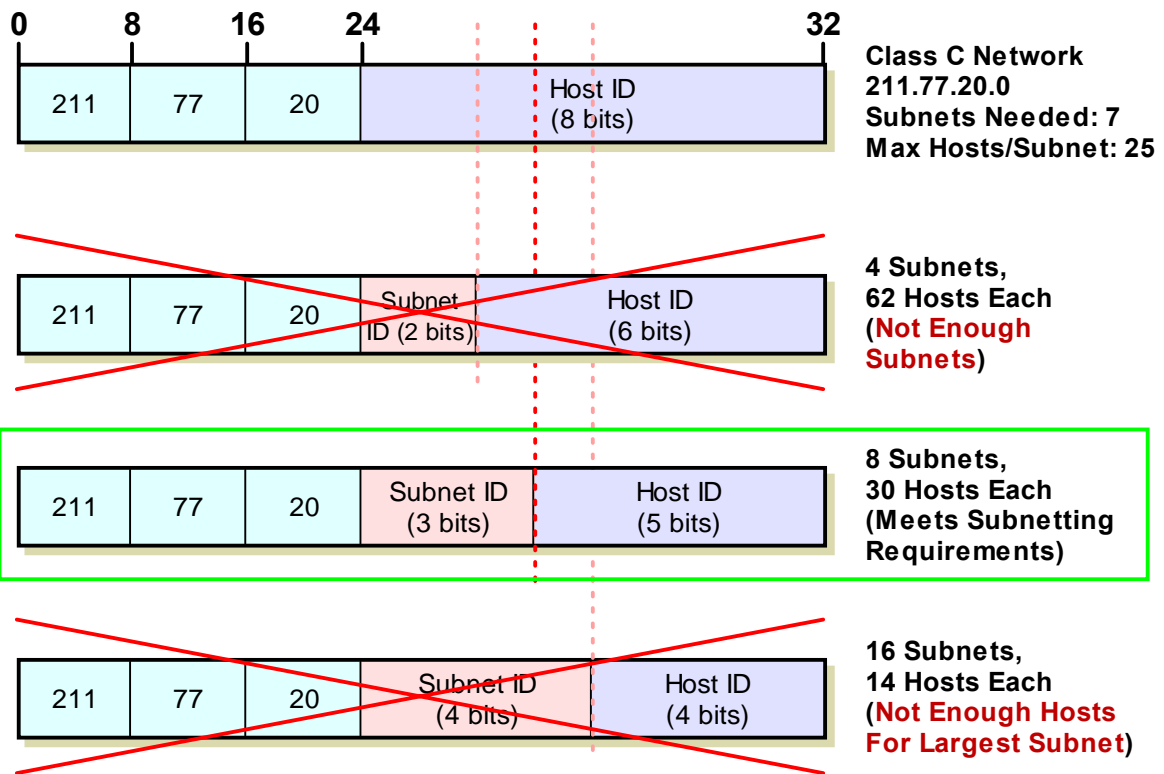 0 8 16 24 32
211 77 20 Host ID
(8 bits)
Class C Network
211.77.20.0
Subnets Needed: 7
Max Hosts/Subnet: 25
211 77 20 Subnet
ID (2 bits)
Host ID
(6 bits)
4 Subnets,
62 Hosts Each
(Not Enough
Subnets)
211 77 20 Subnet ID
(3 bits)
Host ID
(5 bits)
8 Subnets,
30 Hosts Each
(Meets Subnetting
Requirements)
211 77 20 Subnet ID
(4 bits)
Host ID
(4 bits)
16 Subnets,
14 Hosts Each
(Not Enough Hosts
For Largest Subnet)